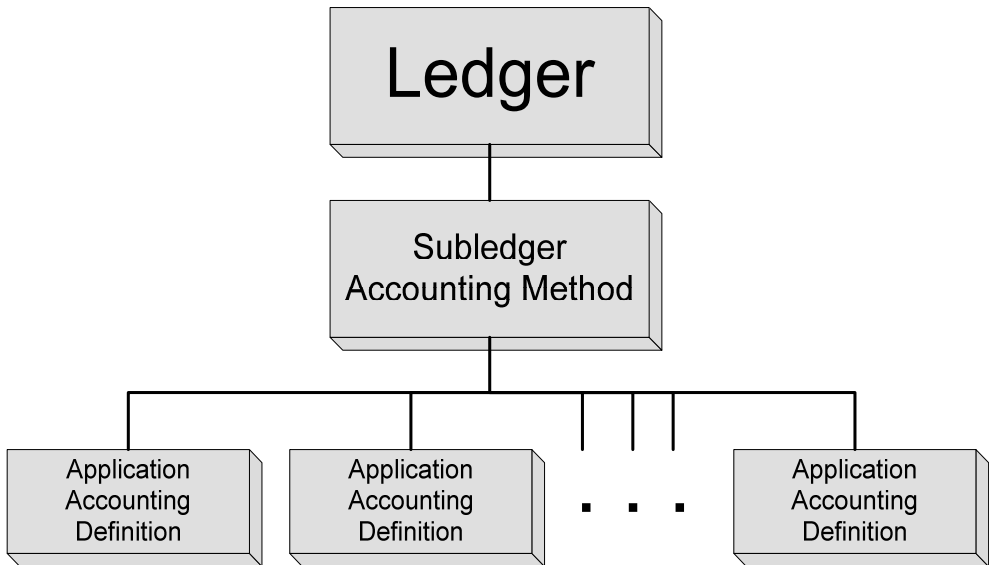 Ledger
Subledger
Accounting Method
Application
Accounting
Definition
Application
Accounting
Definition
. . .
Application
Accounting
Definition